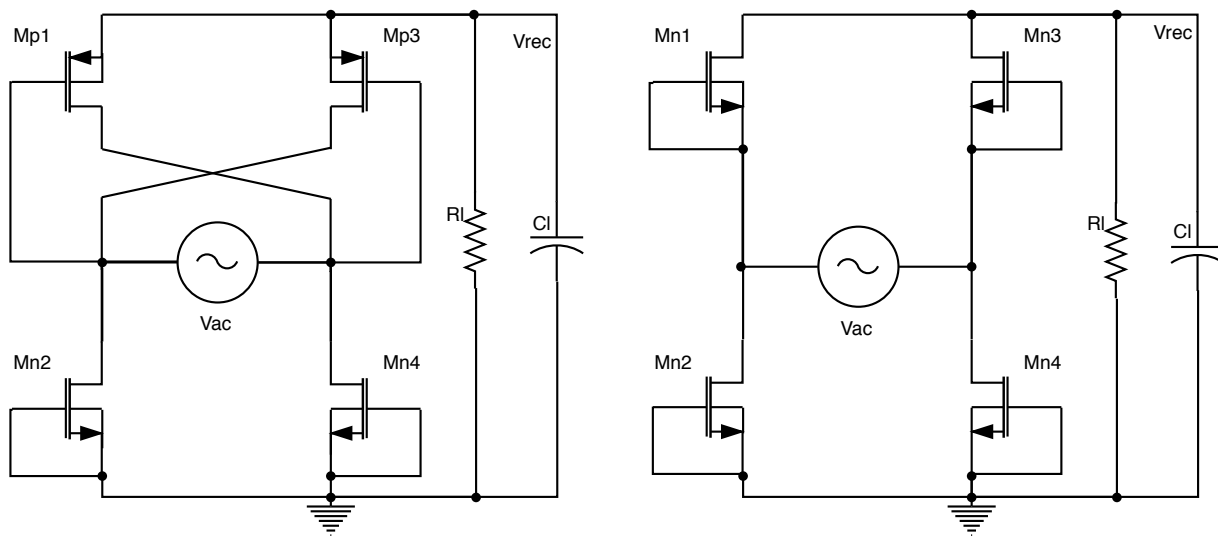 Mp1
Mp3
Vrec
Rl
Cl
Vac
Mn2
Mn4
Mn1
Mn3
Vrec
Rl
Cl
Vac
Mn2
Mn4